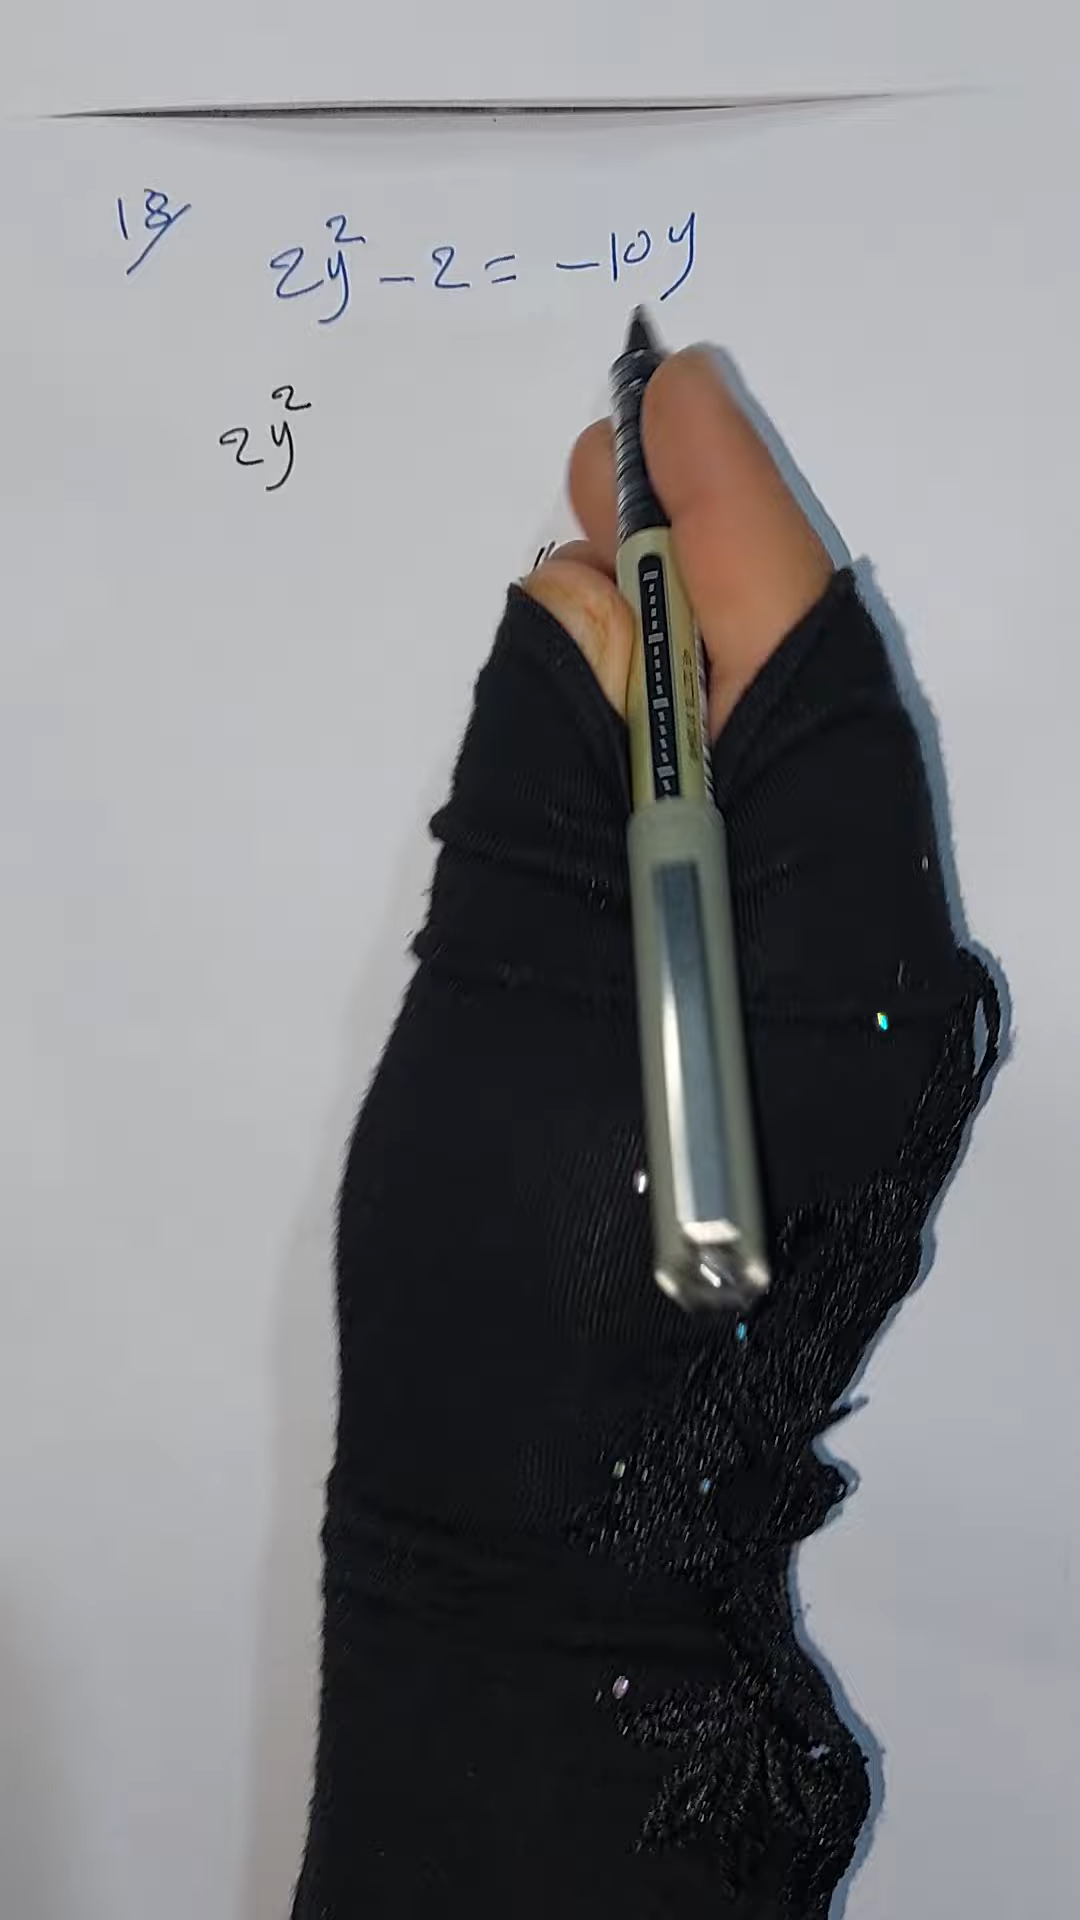 18/ 2y² - 2 = -10y
2y²